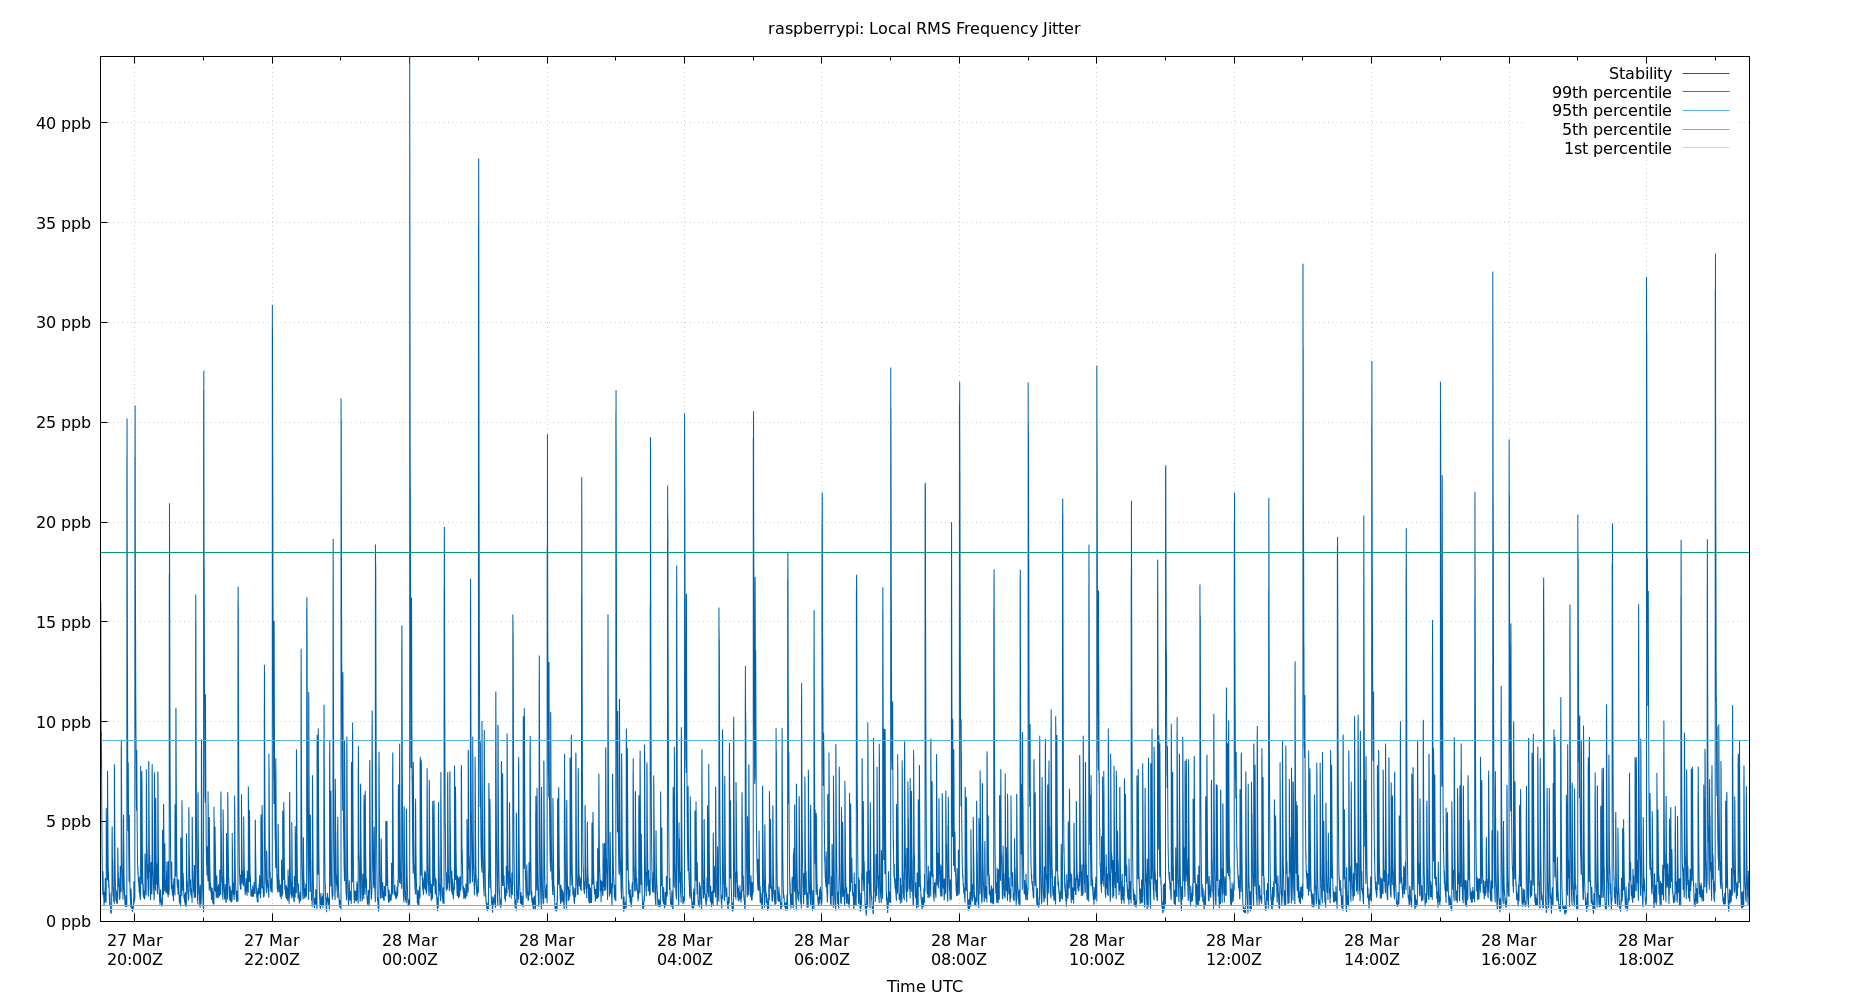 raspberrypi: Local RMS Frequency Jitter
Stability
99th percentile
95th percentile
5th percentile
1st percentile
40 ppb
35 ppb
30 ppb
25 ppb
20 ppb
15 ppb
10 ppb
5 ppb
0 ppb
27 Mar 27 Mar 28 Mar 28 Mar 28 Mar 28 Mar 28 Mar 28 Mar 28 Mar 28 Mar 28 Mar 28 Mar
20:00Z 22:00Z 00:00Z 02:00Z 04:00Z 06:00Z 08:00Z 10:00Z 12:00Z 14:00Z 16:00Z 18:00Z
Time UTC